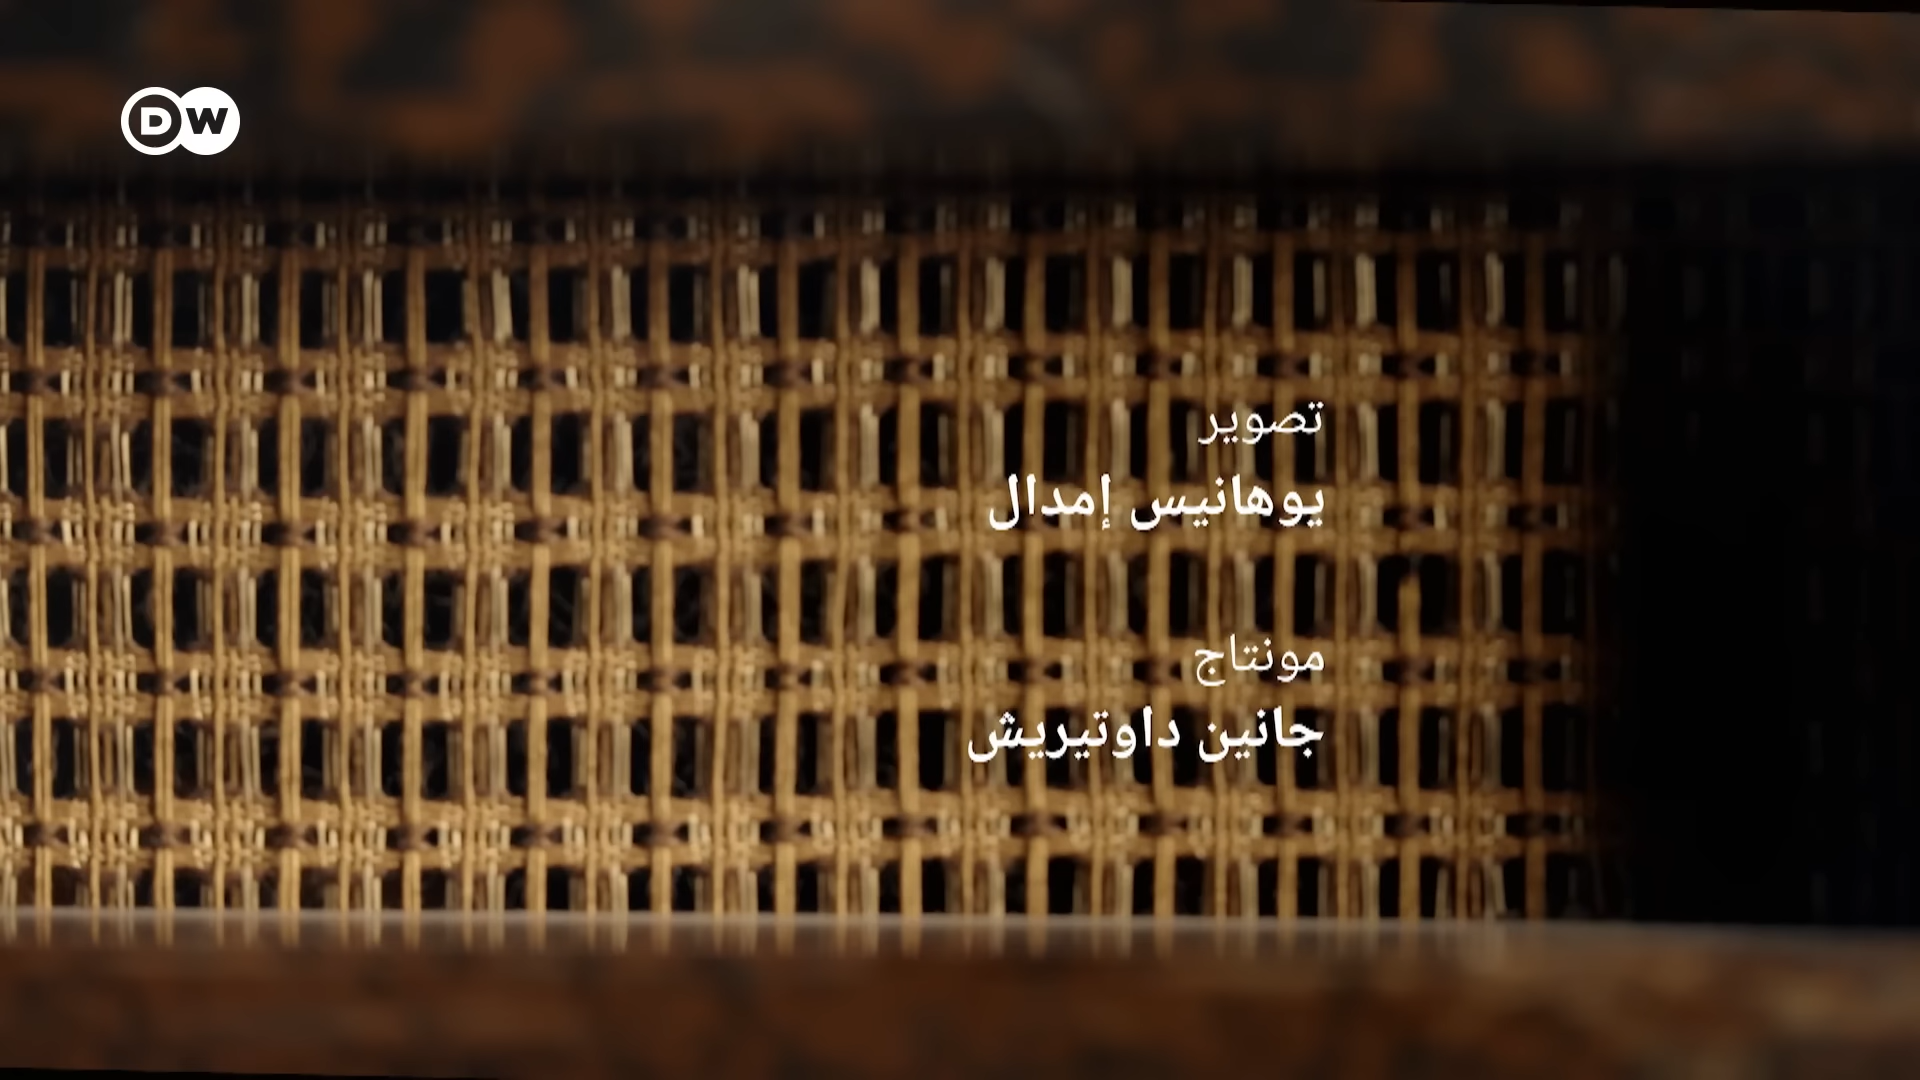 DW
تصوير
يوهانيس إمدال
مونتاج
جانين داوتيريش